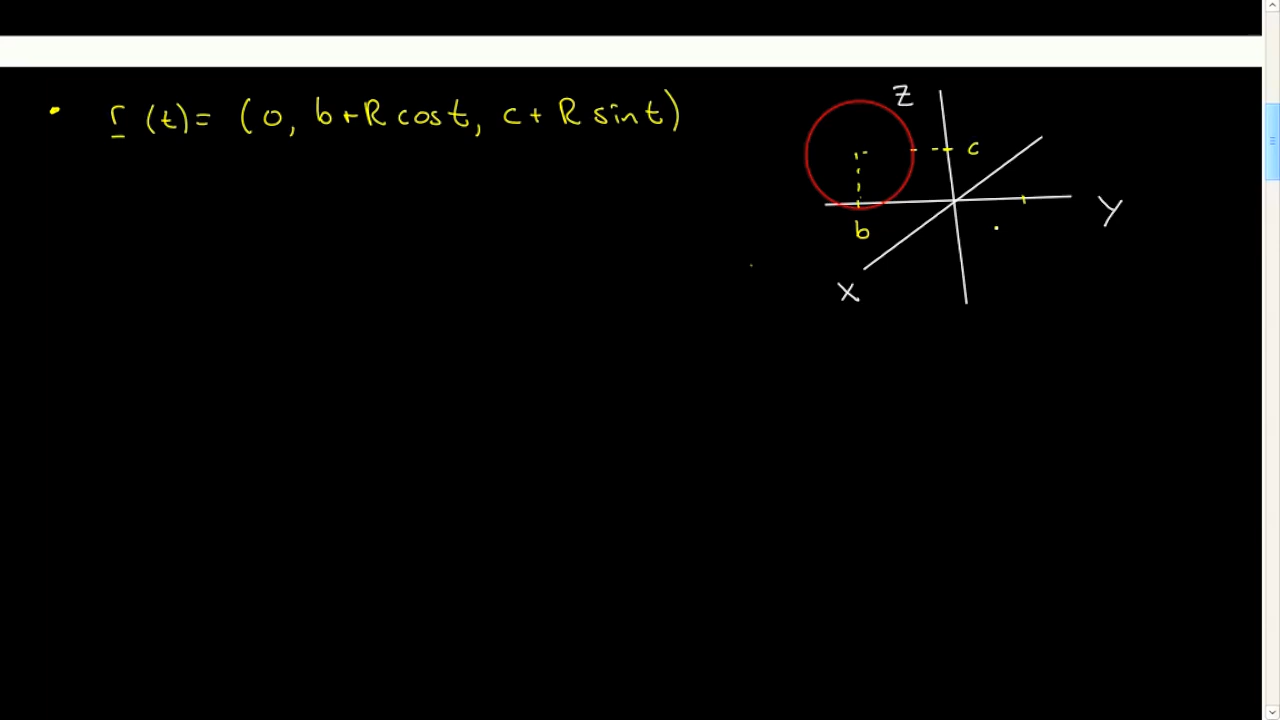 • r (t) = (0, b+R cos t, c + R sin t)
Z
c
Y
b
X